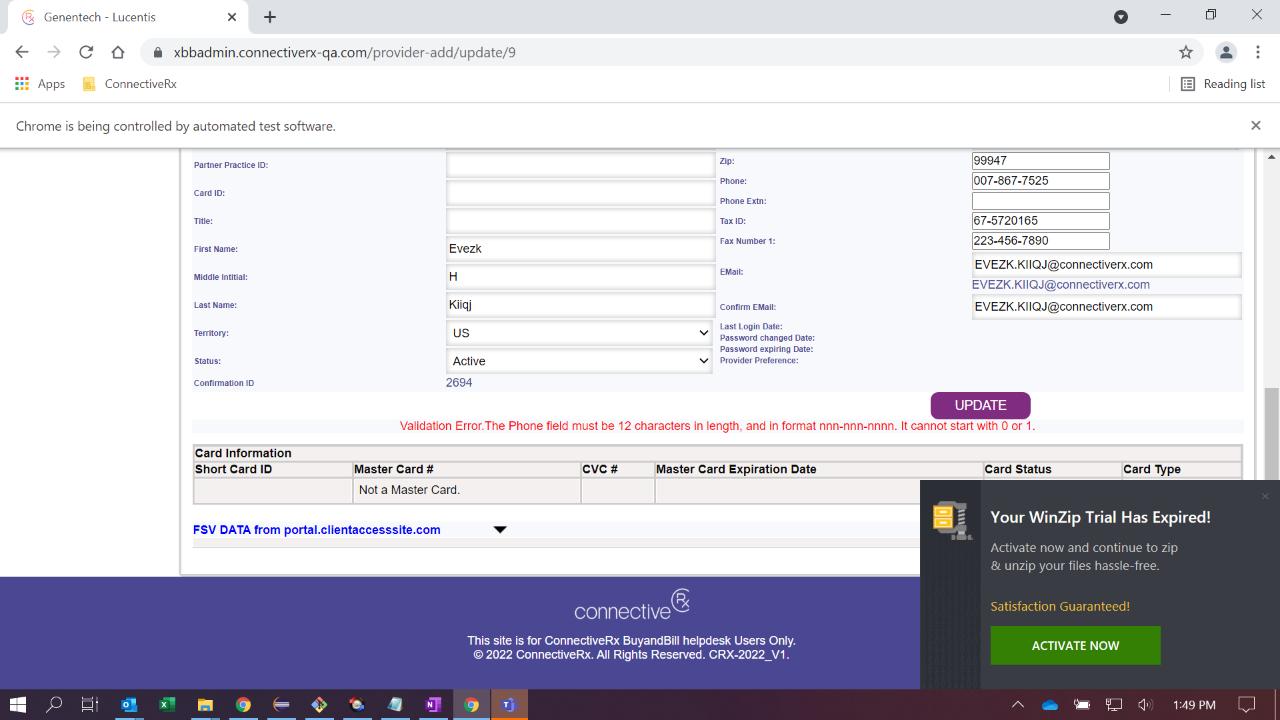 Genentech - Lucentis
xbbadmin.connectiverx-qa.com/provider-add/update/9
Apps
ConnectiveRx
Reading list
Chrome is being controlled by automated test software.
Partner Practice ID:
Card ID:
Title:
First Name: Evezk
Middle Intitial: H
Last Name: Kiiqj
Territory: US
Status: Active
Confirmation ID 2694
Zip: 99947
Phone: 007-867-7525
Phone Extn:
Tax ID: 67-5720165
Fax Number 1: 223-456-7890
EMail: EVEZK.KIIQJ@connectiverx.com
EVEZK.KIIQJ@connectiverx.com
Confirm EMail: EVEZK.KIIQJ@connectiverx.com
Last Login Date:
Password changed Date:
Password expiring Date:
Provider Preference:
UPDATE
Validation Error.The Phone field must be 12 characters in length, and in format nnn-nnn-nnnn. It cannot start with 0 or 1.
Card Information
Short Card ID Master Card # CVC # Master Card Expiration Date Card Status Card Type
Not a Master Card.
FSV DATA from portal.clientaccesssite.com
connective Rx
This site is for ConnectiveRx BuyandBill helpdesk Users Only.
© 2022 ConnectiveRx. All Rights Reserved. CRX-2022_V1.
Your WinZip Trial Has Expired!
Activate now and continue to zip
& unzip your files hassle-free.
Satisfaction Guaranteed!
ACTIVATE NOW
1:49 PM